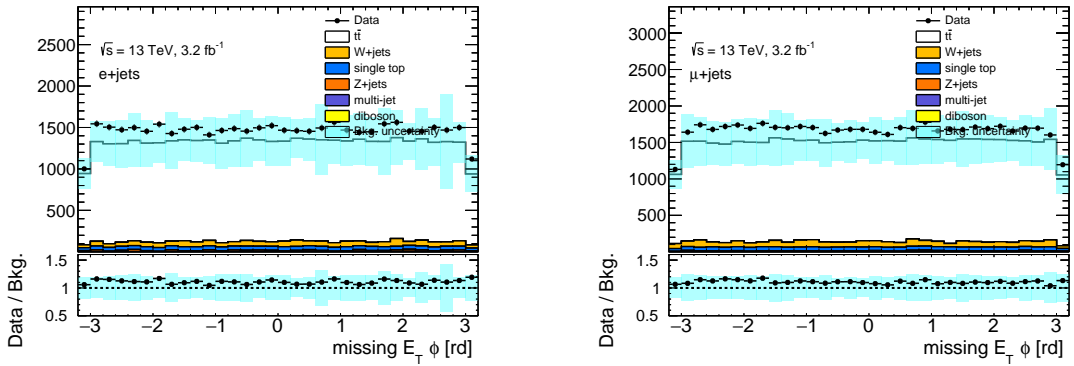 2500
2000
1500
1000
500
√s = 13 TeV, 3.2 fb-1
e+jets
Data
tt̄
W+jets
single top
Z+jets
multi-jet
diboson
Bkg. uncertainty
Data / Bkg.
1.5
1
0.5
−3 −2 −1 0 1 2 3
missing ET ϕ [rd]
3500
3000
2500
2000
1500
1000
500
√s = 13 TeV, 3.2 fb-1
μ+jets
Data
tt̄
W+jets
single top
Z+jets
multi-jet
diboson
Bkg. uncertainty
Data / Bkg.
1.5
1
0.5
−3 −2 −1 0 1 2 3
missing ET ϕ [rd]